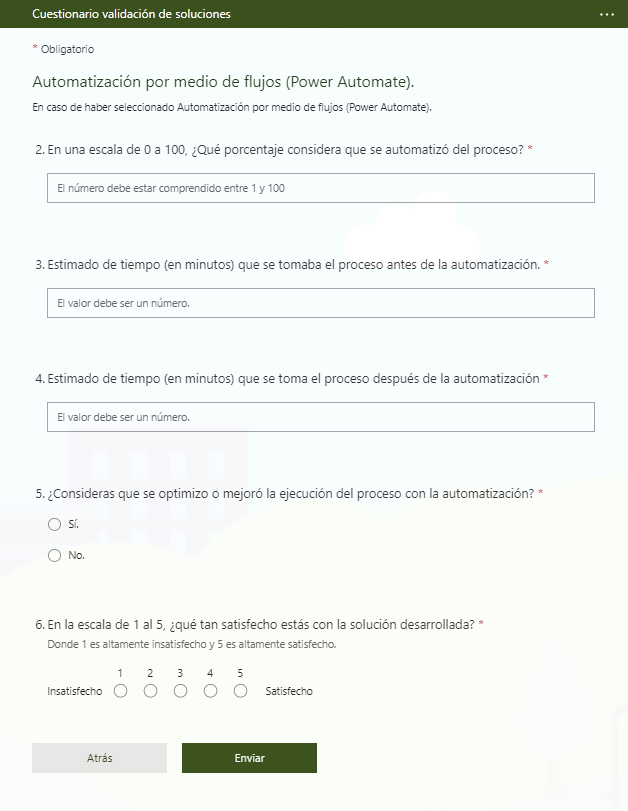 Cuestionario validación de soluciones
...
* Obligatorio
Automatización por medio de flujos (Power Automate).
En caso de haber seleccionado Automatización por medio de flujos (Power Automate).
2. En una escala de 0 a 100, ¿Qué porcentaje considera que se automatizó del proceso? *
El número debe estar comprendido entre 1 y 100
3. Estimado de tiempo (en minutos) que se tomaba el proceso antes de la automatización. *
El valor debe ser un número.
4. Estimado de tiempo (en minutos) que se toma el proceso después de la automatización *
El valor debe ser un número.
5. ¿Consideras que se optimizo o mejoró la ejecución del proceso con la automatización? *
Sí.
No.
6. En la escala de 1 al 5, ¿qué tan satisfecho estás con la solución desarrollada? *
Donde 1 es altamente insatisfecho y 5 es altamente satisfecho.
1 2 3 4 5
Insatisfecho Satisfecho
Atrás Enviar